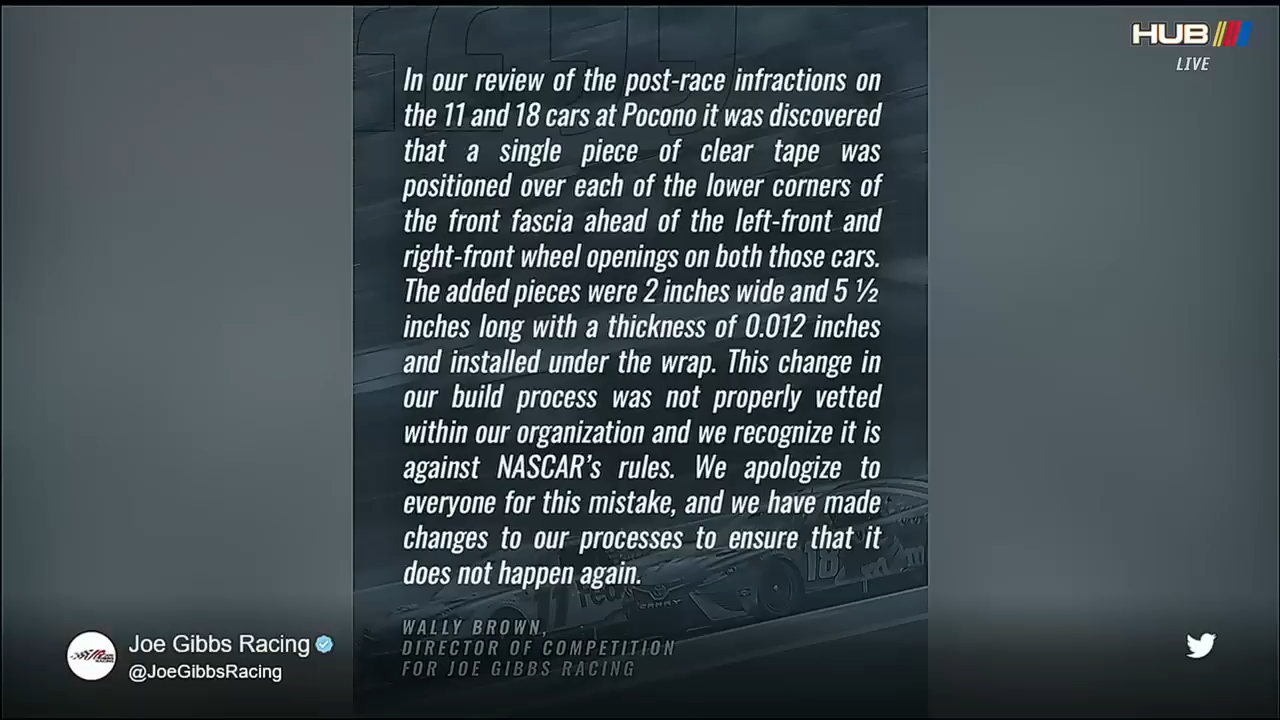 HUB
LIVE
In our review of the post-race infractions on
the 11 and 18 cars at Pocono it was discovered
that a single piece of clear tape was
positioned over each of the lower corners of
the front fascia ahead of the left-front and
right-front wheel openings on both those cars.
The added pieces were 2 inches wide and 5 ½
inches long with a thickness of 0.012 inches
and installed under the wrap. This change in
our build process was not properly vetted
within our organization and we recognize it is
against NASCAR's rules. We apologize to
everyone for this mistake, and we have made
changes to our processes to ensure that it
does not happen again.
18
11 FedEx
CAMRY
WALLY BROWN,
DIRECTOR OF COMPETITION
FOR JOE GIBBS RACING
Joe Gibbs Racing
@JoeGibbsRacing